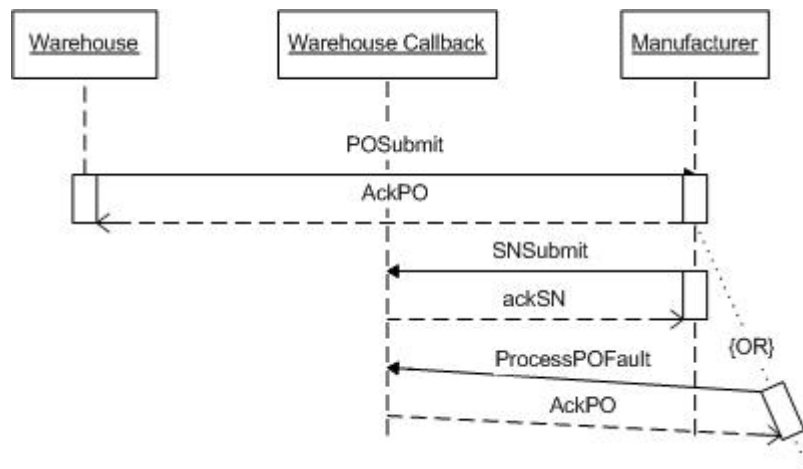 Warehouse
Warehouse Callback
Manufacturer
POSubmit
AckPO
SNSubmit
ackSN
{OR}
ProcessPOFault
AckPO